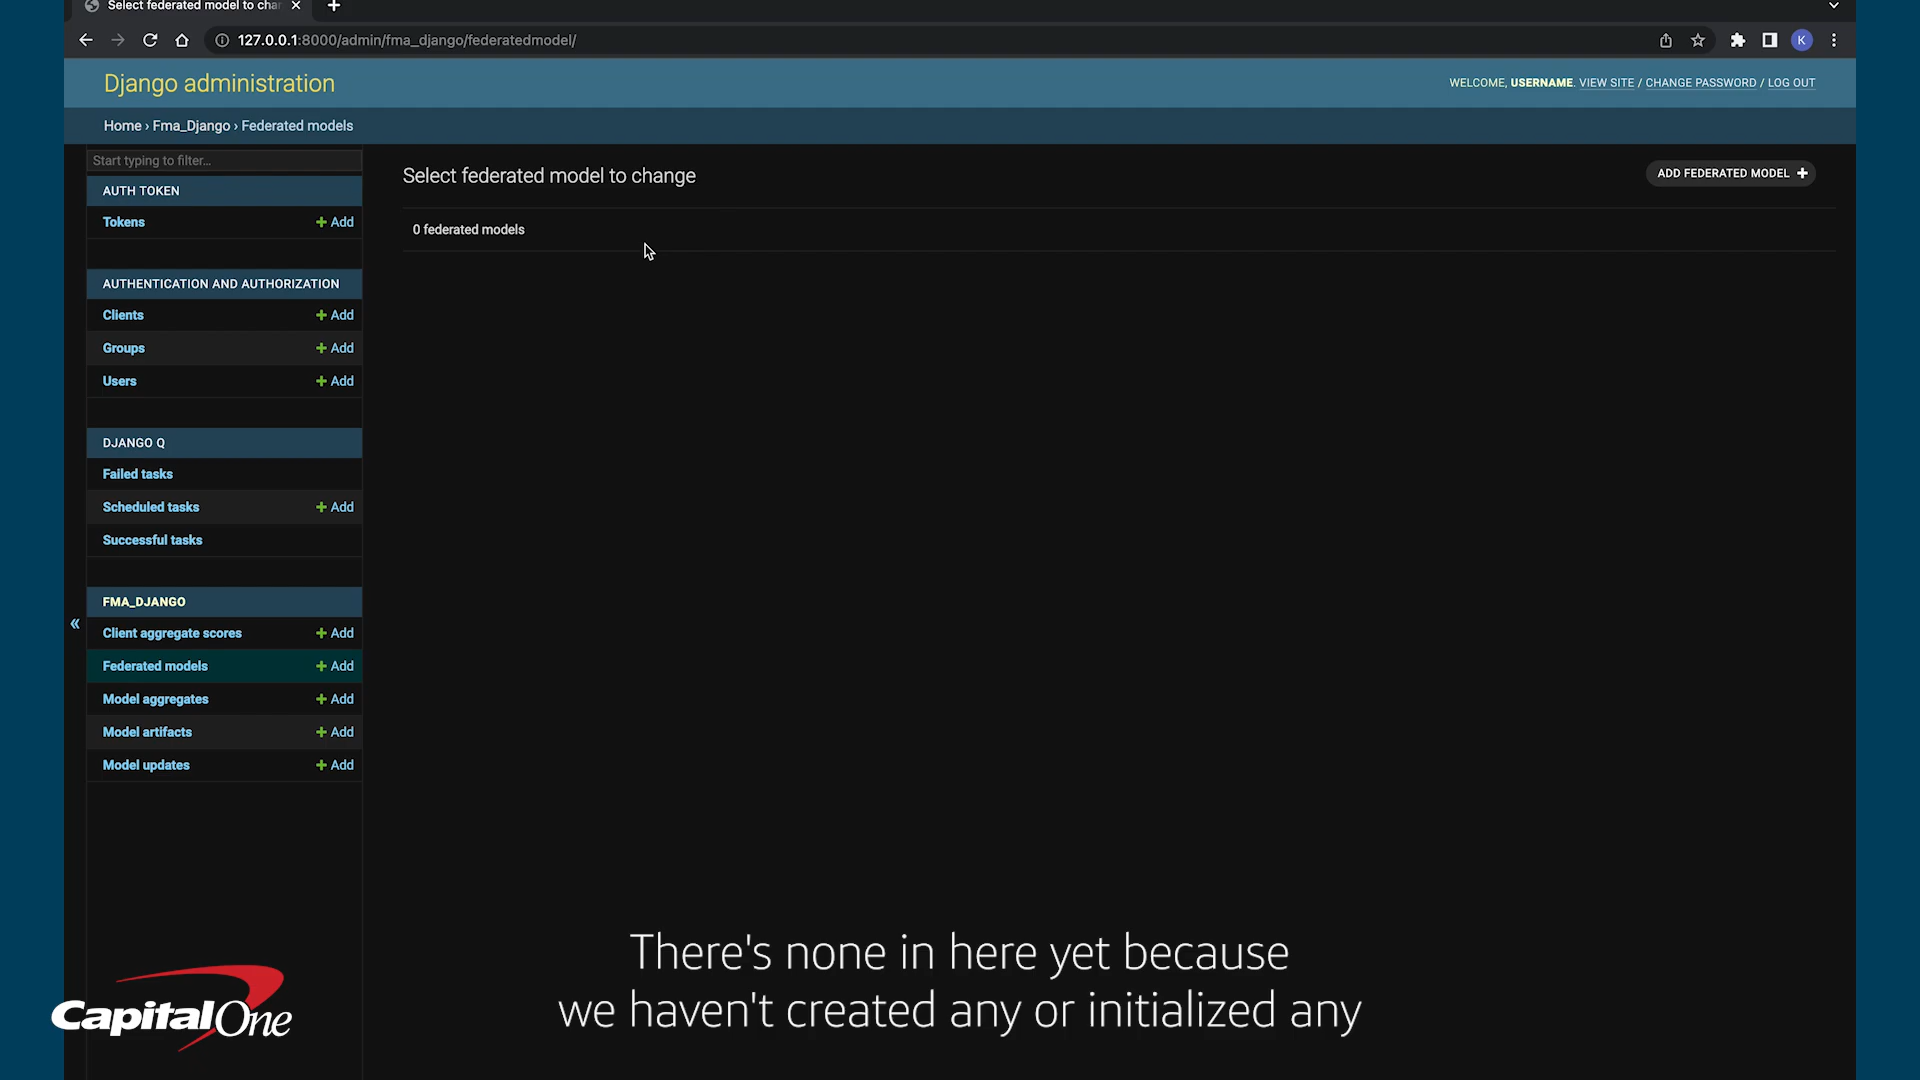 Select federated model to cha
127.0.0.1:8000/admin/fma_django/federatedmodel/
K
Django administration
WELCOME, USERNAME. VIEW SITE / CHANGE PASSWORD / LOG OUT
Home › Fma_Django › Federated models
Start typing to filter...
AUTH TOKEN
Tokens + Add
AUTHENTICATION AND AUTHORIZATION
Clients + Add
Groups + Add
Users + Add
DJANGO Q
Failed tasks
Scheduled tasks + Add
Successful tasks
FMA_DJANGO
Client aggregate scores + Add
Federated models + Add
Model aggregates + Add
Model artifacts + Add
Model updates + Add
«
Select federated model to change
ADD FEDERATED MODEL +
0 federated models
There's none in here yet because
we haven't created any or initialized any
Capital One